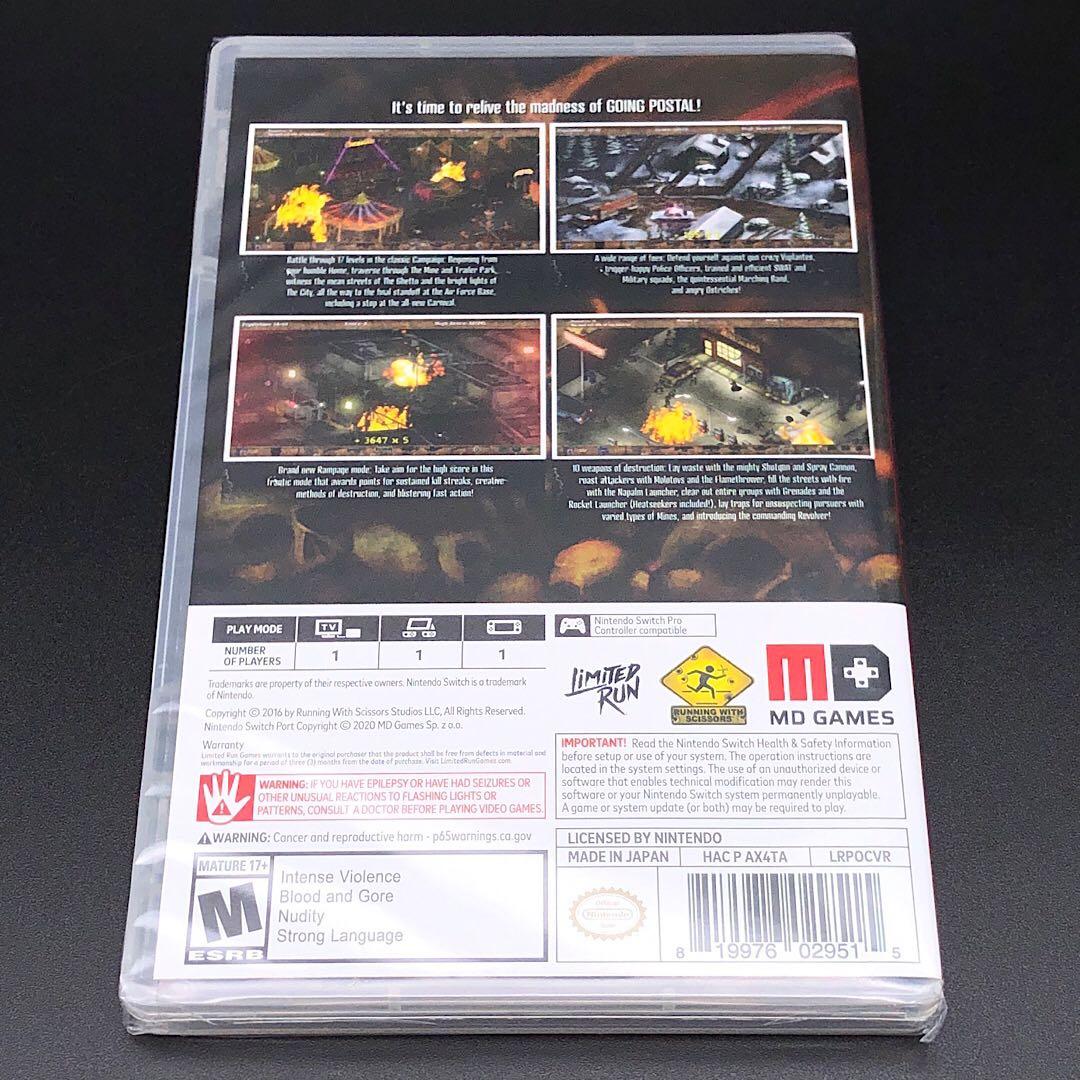 It's time to relive the madness of GOING POSTAL!
Battle through 17 levels in the classic Campaign: Beginning from
your humble Home, traverse through The Mine and Trailer Park,
witness the mean streets of The Ghetto and the bright lights of
The City, all the way to the final standoff at the Air Force Base,
including a stop at the all-new Carnival.
A wide range of foes: Defend yourself against gun crazy Vigilantes,
trigger-happy Police Officers, trained and efficient SWAT and
Military squads, the quintessential Marching Band,
and angry Ostriches!
+ 3647 x 5
Brand new Rampage mode: Take aim for the high score in this
frantic mode that awards points for sustained kill streaks, creative
methods of destruction, and blistering fast action!
10 weapons of destruction: Lay waste with the mighty Shotgun and Spray Cannon,
roast attackers with Molotovs and the Flamethrower, fill the streets with fire
with the Napalm Launcher, clear out entire groups with Grenades and the
Rocket Launcher (Heatseekers included!), lay traps for unsuspecting pursuers with
varied types of Mines, and introducing the commanding Revolver!
PLAY MODE
TV
NUMBER
OF PLAYERS
1
1
1
Nintendo Switch Pro
Controller compatible
Trademarks are property of their respective owners. Nintendo Switch is a trademark
of Nintendo.
Copyright © 2016 by Running With Scissors Studios LLC, All Rights Reserved.
Nintendo Switch Port Copyright © 2020 MD Games Sp. z o.o.
Warranty
Limited Run Games warrants to the original purchaser that the product shall be free from defects in material and
workmanship for a period of three (3) months from the date of purchase. Visit LimitedRunGames.com.
WARNING: IF YOU HAVE EPILEPSY OR HAVE HAD SEIZURES OR
OTHER UNUSUAL REACTIONS TO FLASHING LIGHTS OR
PATTERNS, CONSULT A DOCTOR BEFORE PLAYING VIDEO GAMES.
WARNING: Cancer and reproductive harm - p65warnings.ca.gov
MATURE 17+
M
ESRB
Intense Violence
Blood and Gore
Nudity
Strong Language
LIMITED
RUN
RUNNING WITH
SCISSORS
M
MD GAMES
IMPORTANT! Read the Nintendo Switch Health & Safety Information
before setup or use of your system. The operation instructions are
located in the system settings. The use of an unauthorized device or
software that enables technical modification may render this
software or your Nintendo Switch system permanently unplayable.
A game or system update (or both) may be required to play.
LICENSED BY NINTENDO
MADE IN JAPAN
HAC P AX4TA
LRPOCVR
Official
Nintendo
Seal
8 19976 02951 5